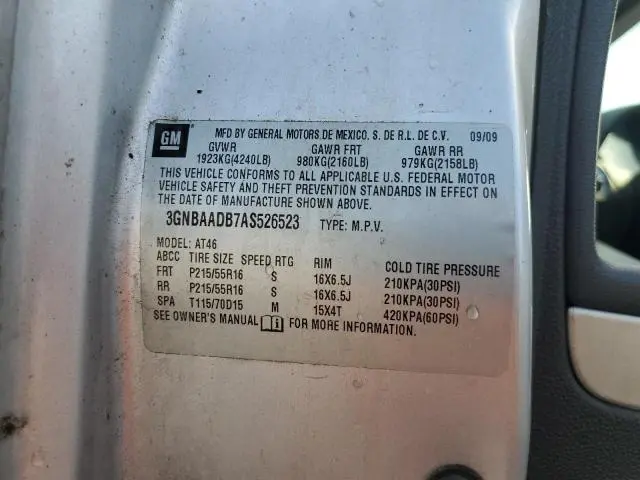 GM
MFD BY GENERAL MOTORS DE MEXICO, S. DE R.L. DE C.V. 09/09
GVWR GAWR FRT GAWR RR
1923KG(4240LB) 980KG(2160LB) 979KG(2158LB)
THIS VEHICLE CONFORMS TO ALL APPLICABLE U.S. FEDERAL MOTOR
VEHICLE SAFETY AND THEFT PREVENTION STANDARDS IN EFFECT ON
THE DATE OF MANUFACTURE SHOWN ABOVE.
3GNBAADB7AS526523 TYPE: M.P.V.
MODEL: AT46
ABCC TIRE SIZE SPEED RTG RIM COLD TIRE PRESSURE
FRT P215/55R16 S 16X6.5J 210KPA(30PSI)
RR P215/55R16 S 16X6.5J 210KPA(30PSI)
SPA T115/70D15 M 15X4T 420KPA(60PSI)
SEE OWNER'S MANUAL i FOR MORE INFORMATION.